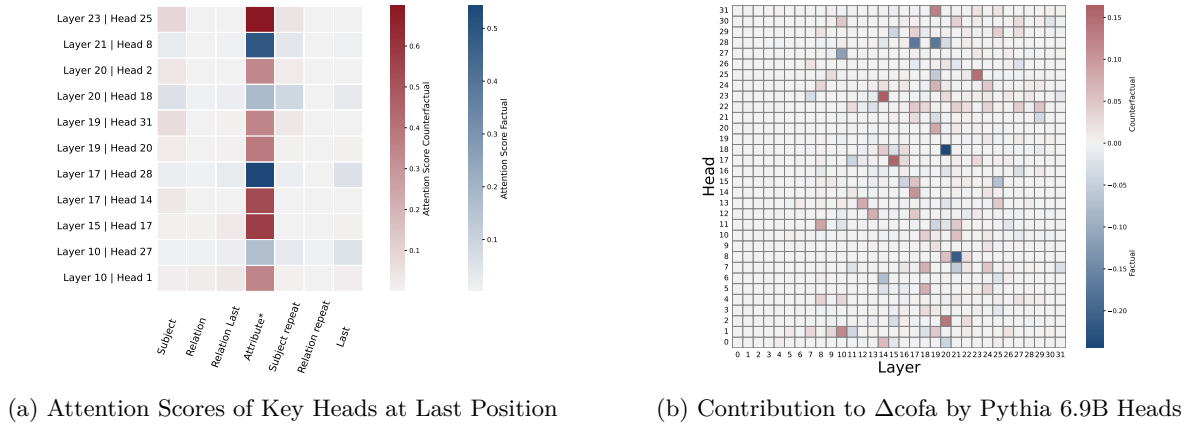 Layer 23 | Head 25
Layer 21 | Head 8
Layer 20 | Head 2
Layer 20 | Head 18
Layer 19 | Head 31
Layer 19 | Head 20
Layer 17 | Head 28
Layer 17 | Head 14
Layer 15 | Head 17
Layer 10 | Head 27
Layer 10 | Head 1
Subject
Relation
Relation Last
Attribute*
Subject repeat
Relation repeat
Last
0.6
0.5
0.4
0.3
0.2
0.1
Attention Score Counterfactual
0.5
0.4
0.3
0.2
0.1
Attention Score Factual
(a) Attention Scores of Key Heads at Last Position
Head
31
30
29
28
27
26
25
24
23
22
21
20
19
18
17
16
15
14
13
12
11
10
9
8
7
6
5
4
3
2
1
0
0 1 2 3 4 5 6 7 8 9 10 11 12 13 14 15 16 17 18 19 20 21 22 23 24 25 26 27 28 29 30 31
Layer
0.15
0.10
0.05
0.00
−0.05
−0.10
−0.15
−0.20
Counterfactual
Factual
(b) Contribution to Δcofa by Pythia 6.9B Heads